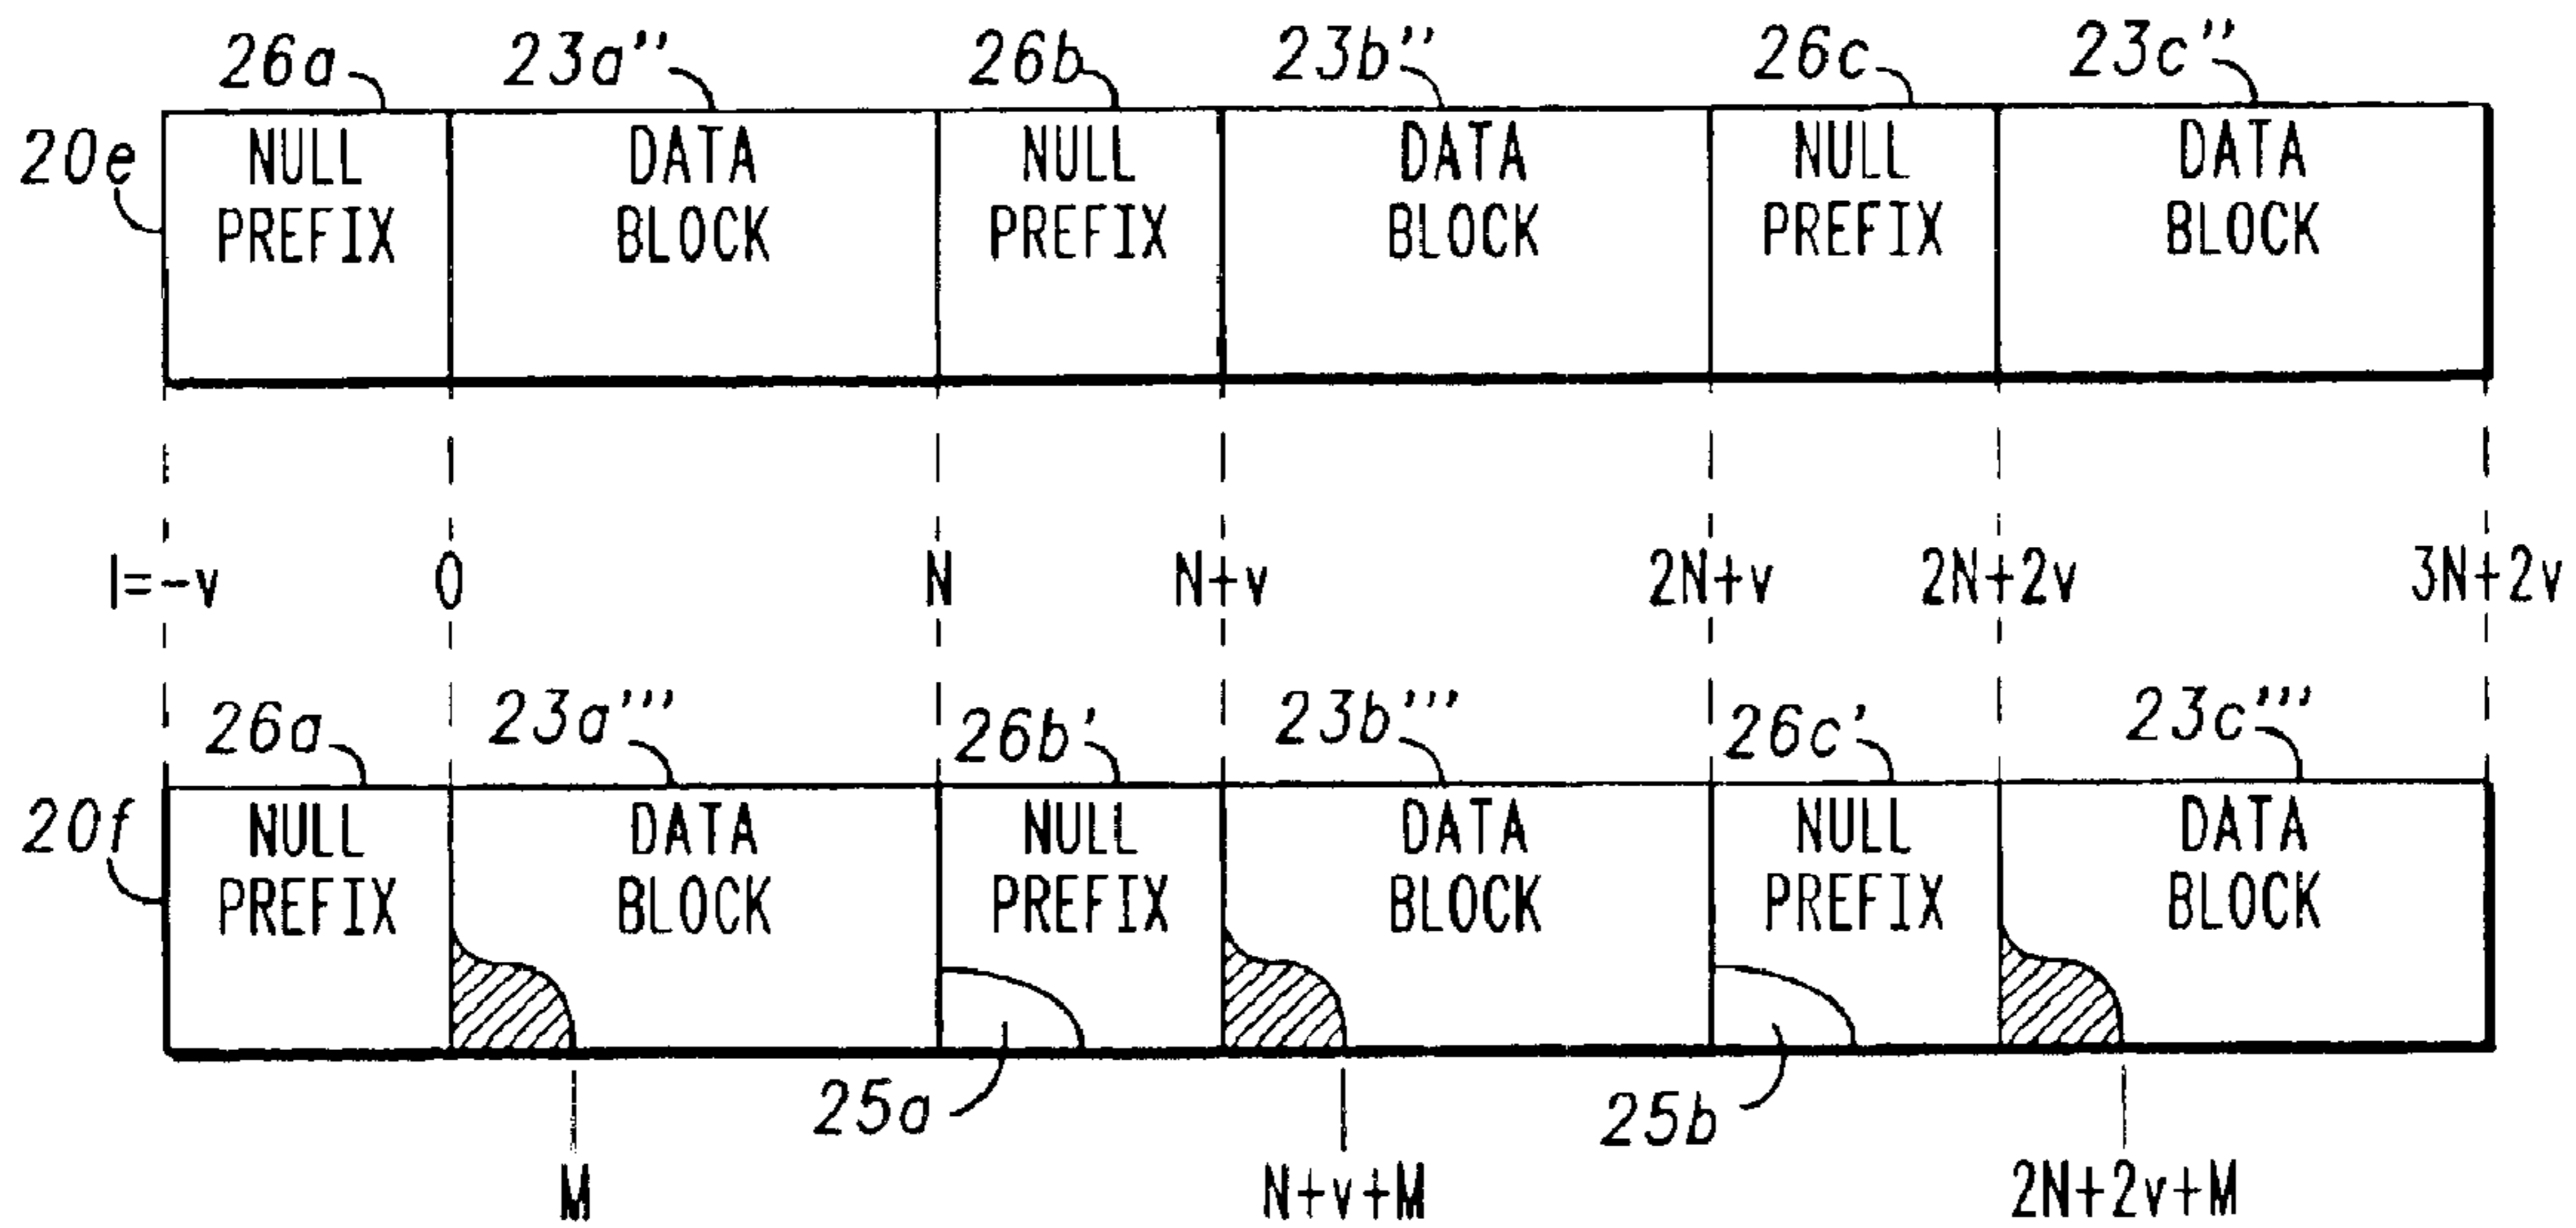 26a 23a'' 26b 23b'' 26c 23c''
20e
NULL PREFIX
DATA BLOCK
NULL PREFIX
DATA BLOCK
NULL PREFIX
DATA BLOCK
I=-v 0 N N+v 2N+v 2N+2v 3N+2v
26a 23a''' 26b' 23b''' 26c' 23c'''
20f
NULL PREFIX
DATA BLOCK
NULL PREFIX
DATA BLOCK
NULL PREFIX
DATA BLOCK
25a 25b
M N+v+M 2N+2v+M